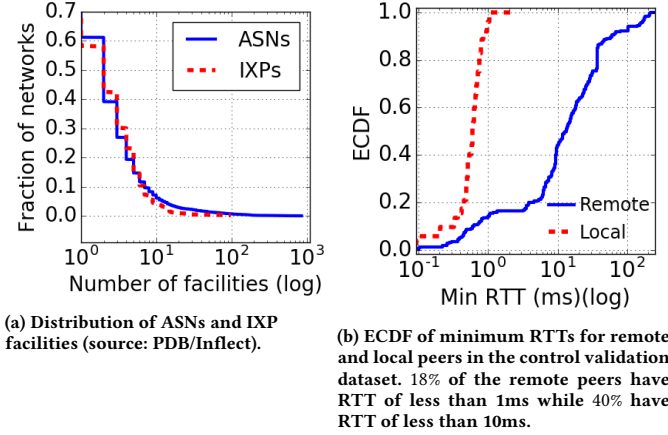 0.7
0.6
0.5
0.4
0.3
0.2
0.1
0.0
Fraction of networks
ASNs
IXPs
10^0 10^1 10^2 10^3
Number of facilities (log)
(a) Distribution of ASNs and IXP
facilities (source: PDB/Inflect).
1.0
0.8
0.6
0.4
0.2
0.0
ECDF
Remote
Local
10^-1 10^0 10^1 10^2
Min RTT (ms)(log)
(b) ECDF of minimum RTTs for remote
and local peers in the control validation
dataset. 18% of the remote peers have
RTT of less than 1ms while 40% have
RTT of less than 10ms.